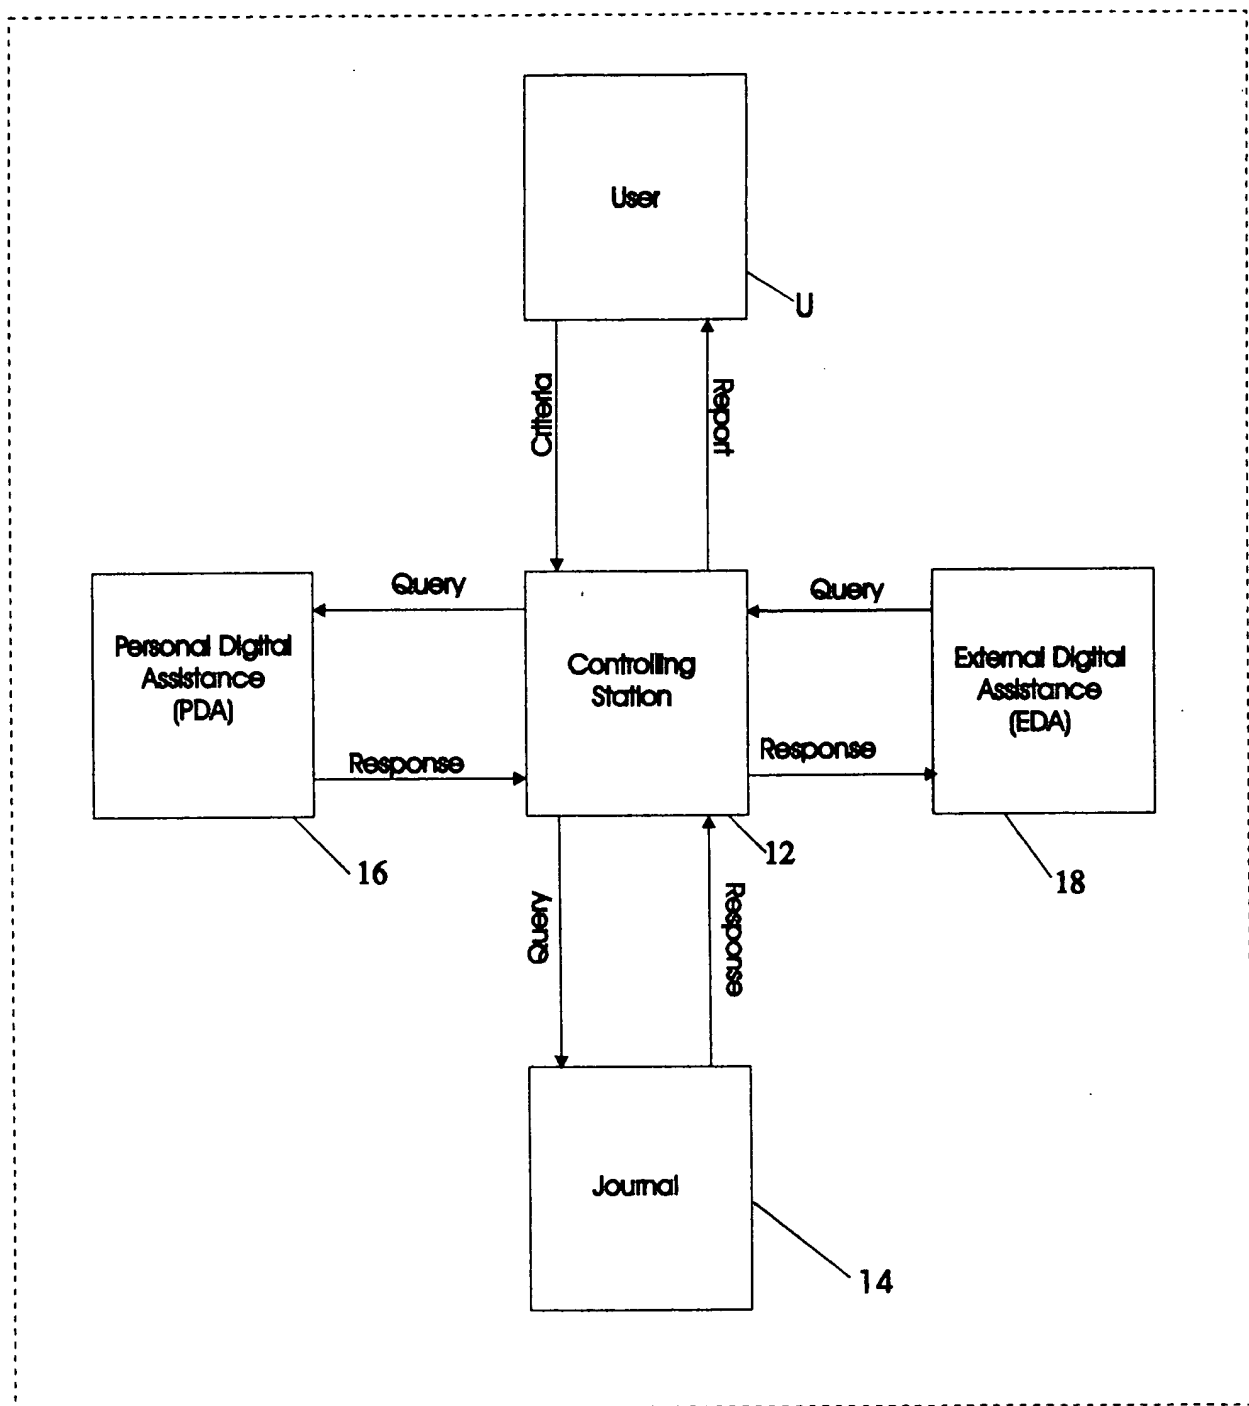 User
U
Criteria
Report
Query
Query
Personal Digital
Assistance
(PDA)
Controlling
Station
External Digital
Assistance
(EDA)
Response
Response
16
12
18
Query
Response
Journal
14